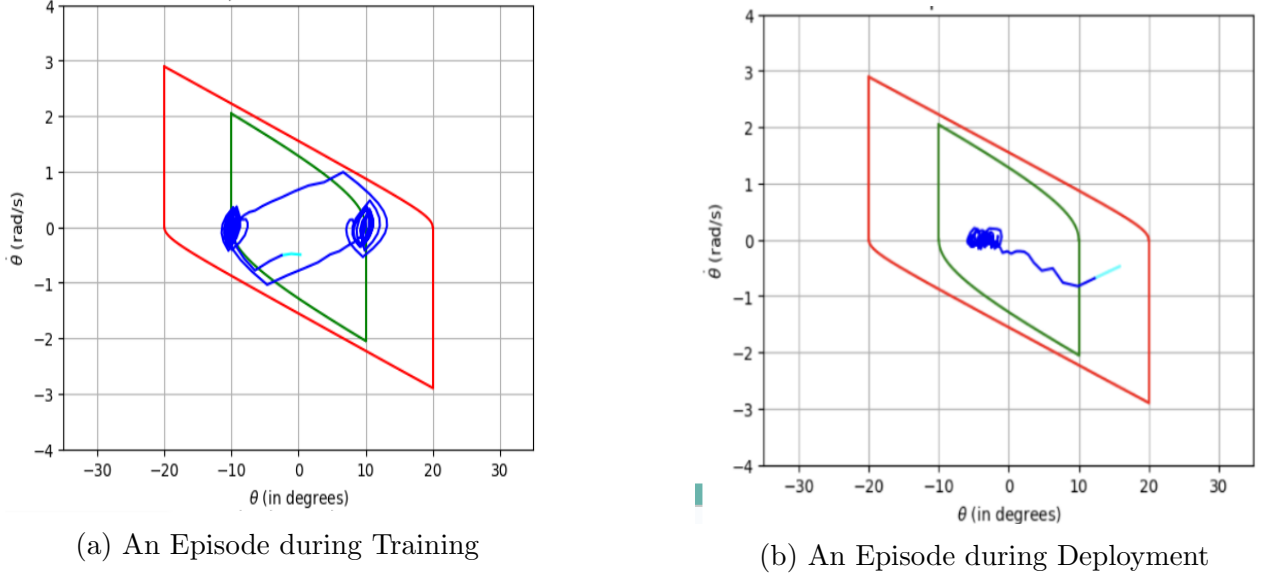 4
3
2
1
0
−1
−2
−3
−4
−30 −20 −10 0 10 20 30
θ̇ (rad/s)
θ (in degrees)
(a) An Episode during Training
4
3
2
1
0
−1
−2
−3
−4
−30 −20 −10 0 10 20 30
θ̇ (rad/s)
θ (in degrees)
(b) An Episode during Deployment